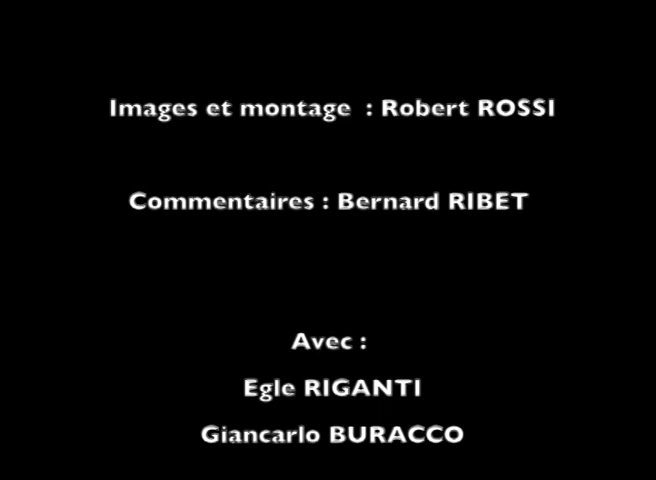 Images et montage : Robert ROSSI
Commentaires : Bernard RIBET
Avec :
Egle RIGANTI
Giancarlo BURACCO